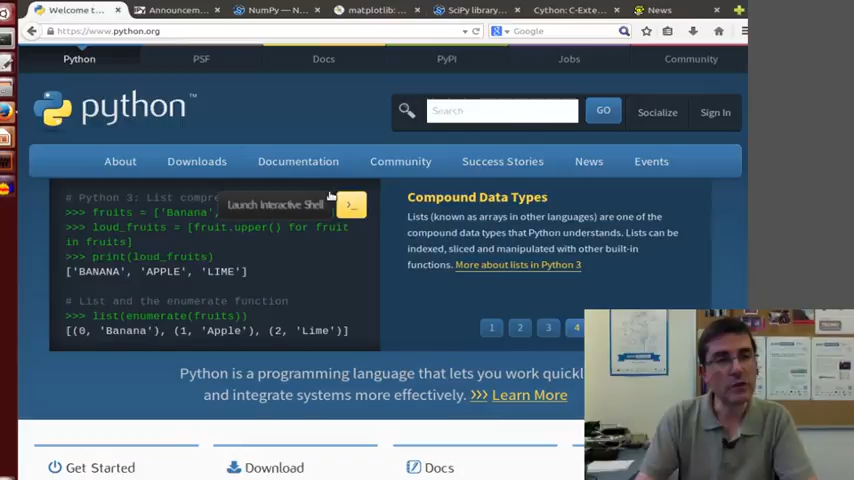 Welcome t...
Announcem...
NumPy — N...
matplotlib: ...
SciPy library...
Cython: C-Exte...
News
https://www.python.org
Google
Python
PSF
Docs
PyPI
Jobs
Community
python™
Search
GO
Socialize
Sign In
About
Downloads
Documentation
Community
Success Stories
News
Events
# Python 3: List compre
>>> fruits = ['Banana',
Launch Interactive Shell
>_
>>> loud_fruits = [fruit.upper() for fruit
in fruits]
>>> print(loud_fruits)
['BANANA', 'APPLE', 'LIME']
# List and the enumerate function
>>> list(enumerate(fruits))
[(0, 'Banana'), (1, 'Apple'), (2, 'Lime')]
Compound Data Types
Lists (known as arrays in other languages) are one of the
compound data types that Python understands. Lists can be
indexed, sliced and manipulated with other built-in
functions. More about lists in Python 3
1 2 3 4
Python is a programming language that lets you work quickl
and integrate systems more effectively. >>> Learn More
Get Started
Download
Docs